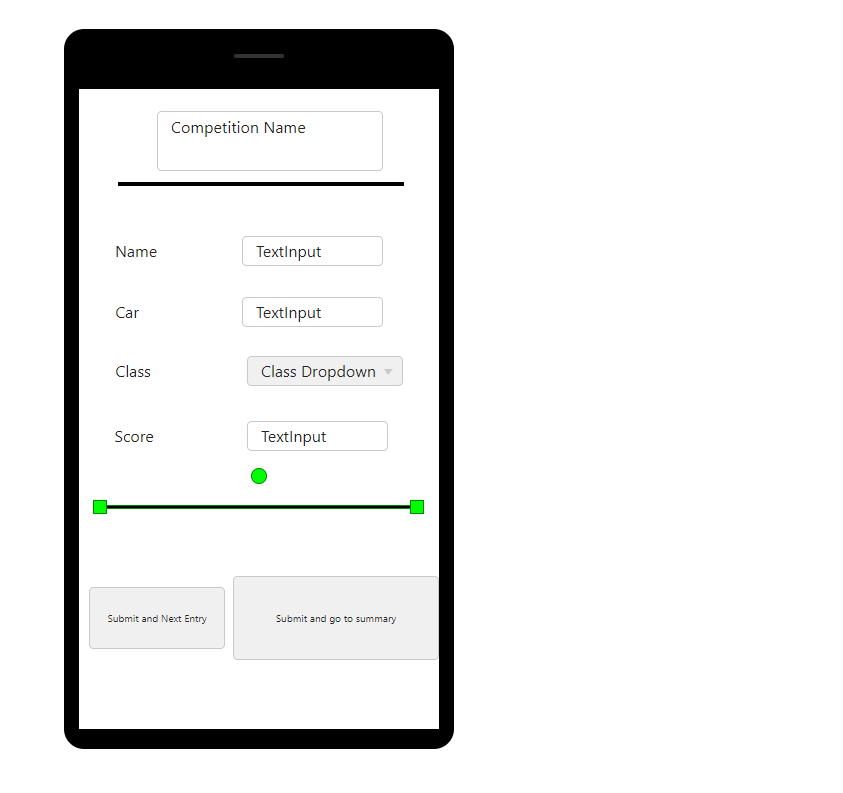 Competition Name
Name TextInput
Car TextInput
Class Class Dropdown
Score TextInput
Submit and Next Entry Submit and go to summary